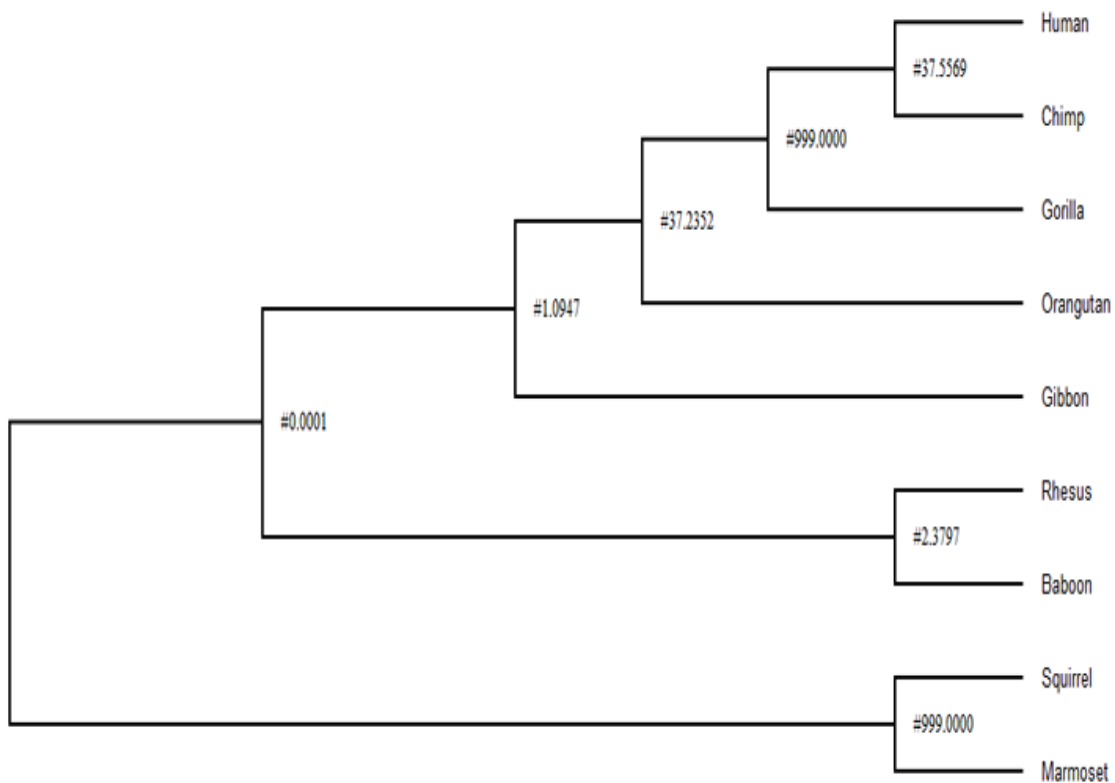 Human
#37.5569
Chimp
#999.0000
Gorilla
#37.2352
Orangutan
#1.0947
Gibbon
#0.0001
Rhesus
#2.3797
Baboon
Squirrel
#999.0000
Marmoset